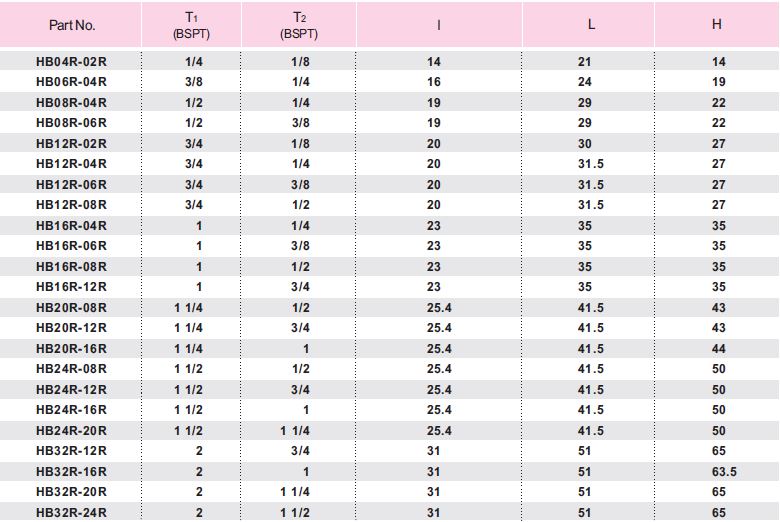 Part No. T1 (BSPT) T2 (BSPT) l L H
HB04R-02R 1/4 1/8 14 21 14
HB06R-04R 3/8 1/4 16 24 19
HB08R-04R 1/2 1/4 19 29 22
HB08R-06R 1/2 3/8 19 29 22
HB12R-02R 3/4 1/8 20 30 27
HB12R-04R 3/4 1/4 20 31.5 27
HB12R-06R 3/4 3/8 20 31.5 27
HB12R-08R 3/4 1/2 20 31.5 27
HB16R-04R 1 1/4 23 35 35
HB16R-06R 1 3/8 23 35 35
HB16R-08R 1 1/2 23 35 35
HB16R-12R 1 3/4 23 35 35
HB20R-08R 1 1/4 1/2 25.4 41.5 43
HB20R-12R 1 1/4 3/4 25.4 41.5 43
HB20R-16R 1 1/4 1 25.4 41.5 44
HB24R-08R 1 1/2 1/2 25.4 41.5 50
HB24R-12R 1 1/2 3/4 25.4 41.5 50
HB24R-16R 1 1/2 1 25.4 41.5 50
HB24R-20R 1 1/2 1 1/4 25.4 41.5 50
HB32R-12R 2 3/4 31 51 65
HB32R-16R 2 1 31 51 63.5
HB32R-20R 2 1 1/4 31 51 65
HB32R-24R 2 1 1/2 31 51 65